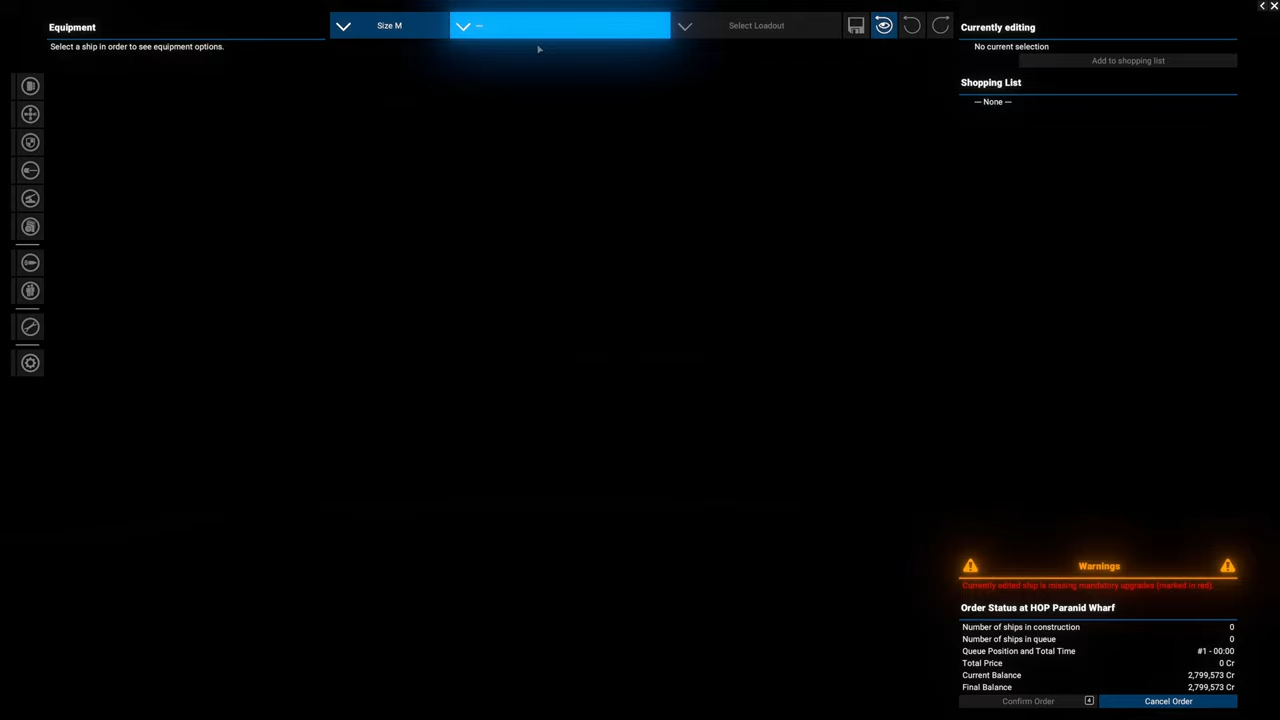 Equipment
Select a ship in order to see equipment options.
Size M
—
Select Loadout
Currently editing
No current selection
Add to shopping list
Shopping List
— None —
Warnings
Currently edited ship is missing mandatory upgrades (marked in red).
Order Status at HOP Paranid Wharf
Number of ships in construction 0
Number of ships in queue 0
Queue Position and Total Time #1 - 00:00
Total Price 0 Cr
Current Balance 2,799,573 Cr
Final Balance 2,799,573 Cr
Confirm Order 4 Cancel Order